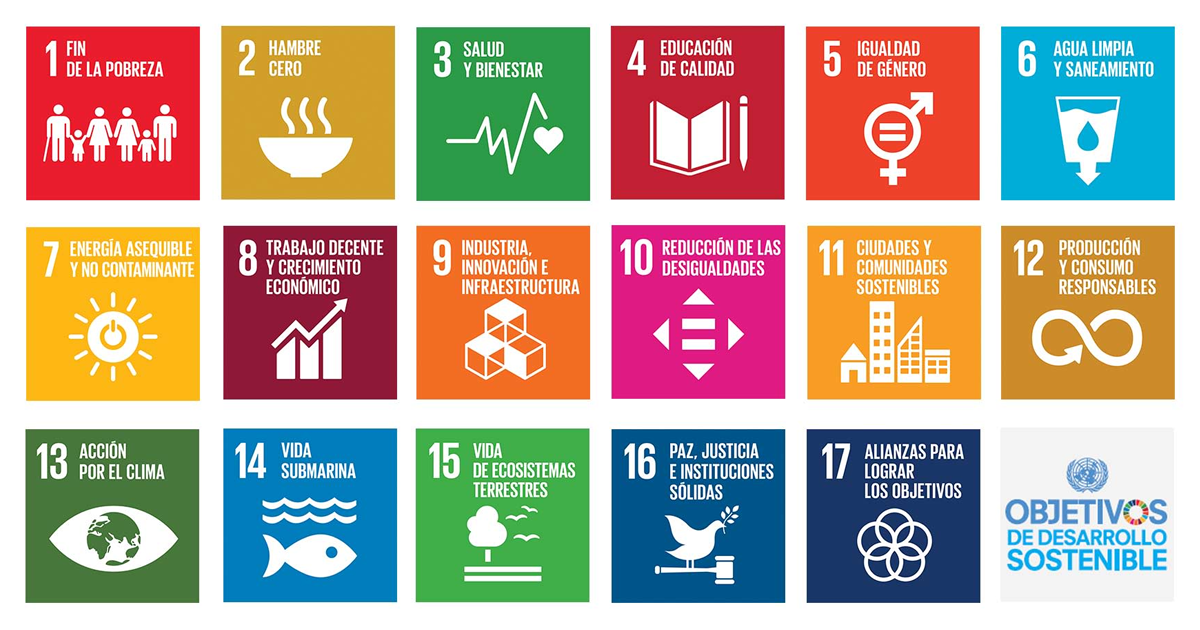 1 FIN
DE LA POBREZA
2 HAMBRE
CERO
3 SALUD
Y BIENESTAR
4 EDUCACIÓN
DE CALIDAD
5 IGUALDAD
DE GÉNERO
6 AGUA LIMPIA
Y SANEAMIENTO
7 ENERGÍA ASEQUIBLE
Y NO CONTAMINANTE
8 TRABAJO DECENTE
Y CRECIMIENTO
ECONÓMICO
9 INDUSTRIA,
INNOVACIÓN E
INFRAESTRUCTURA
10 REDUCCIÓN DE LAS
DESIGUALDADES
11 CIUDADES Y
COMUNIDADES
SOSTENIBLES
12 PRODUCCIÓN
Y CONSUMO
RESPONSABLES
13 ACCIÓN
POR EL CLIMA
14 VIDA
SUBMARINA
15 VIDA
DE ECOSISTEMAS
TERRESTRES
16 PAZ, JUSTICIA
E INSTITUCIONES
SÓLIDAS
17 ALIANZAS PARA
LOGRAR
LOS OBJETIVOS
OBJETIVOS
DE DESARROLLO
SOSTENIBLE